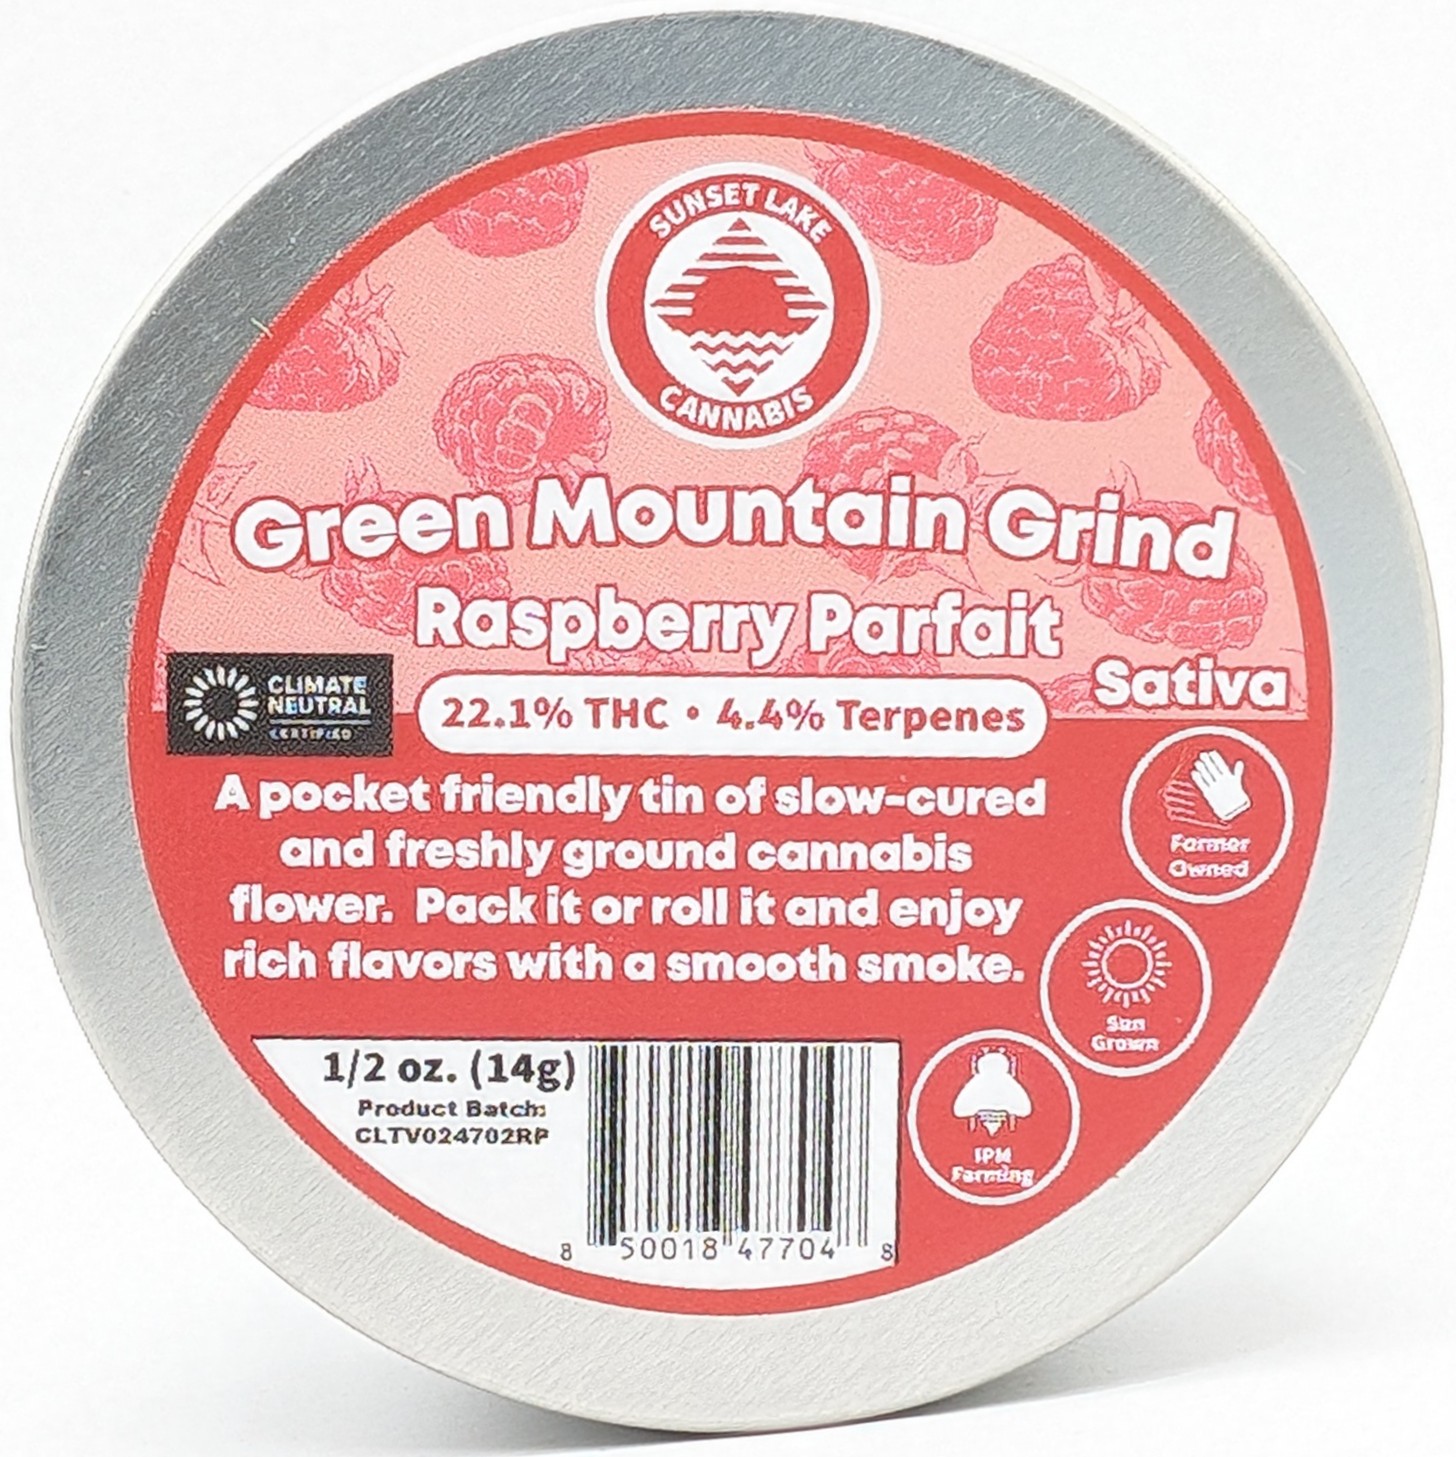 SUNSET LAKE
CANNABIS
Green Mountain Grind
Raspberry Parfait
Sativa
CLIMATE
NEUTRAL
CERTIFIED
22.1% THC • 4.4% Terpenes
A pocket friendly tin of slow-cured
and freshly ground cannabis
flower. Pack it or roll it and enjoy
rich flavors with a smooth smoke.
Farmer
Owned
Sun
Grown
IPM
Farming
1/2 oz. (14g)
Product Batch:
CLTV024702RP
8 50018 47704 8